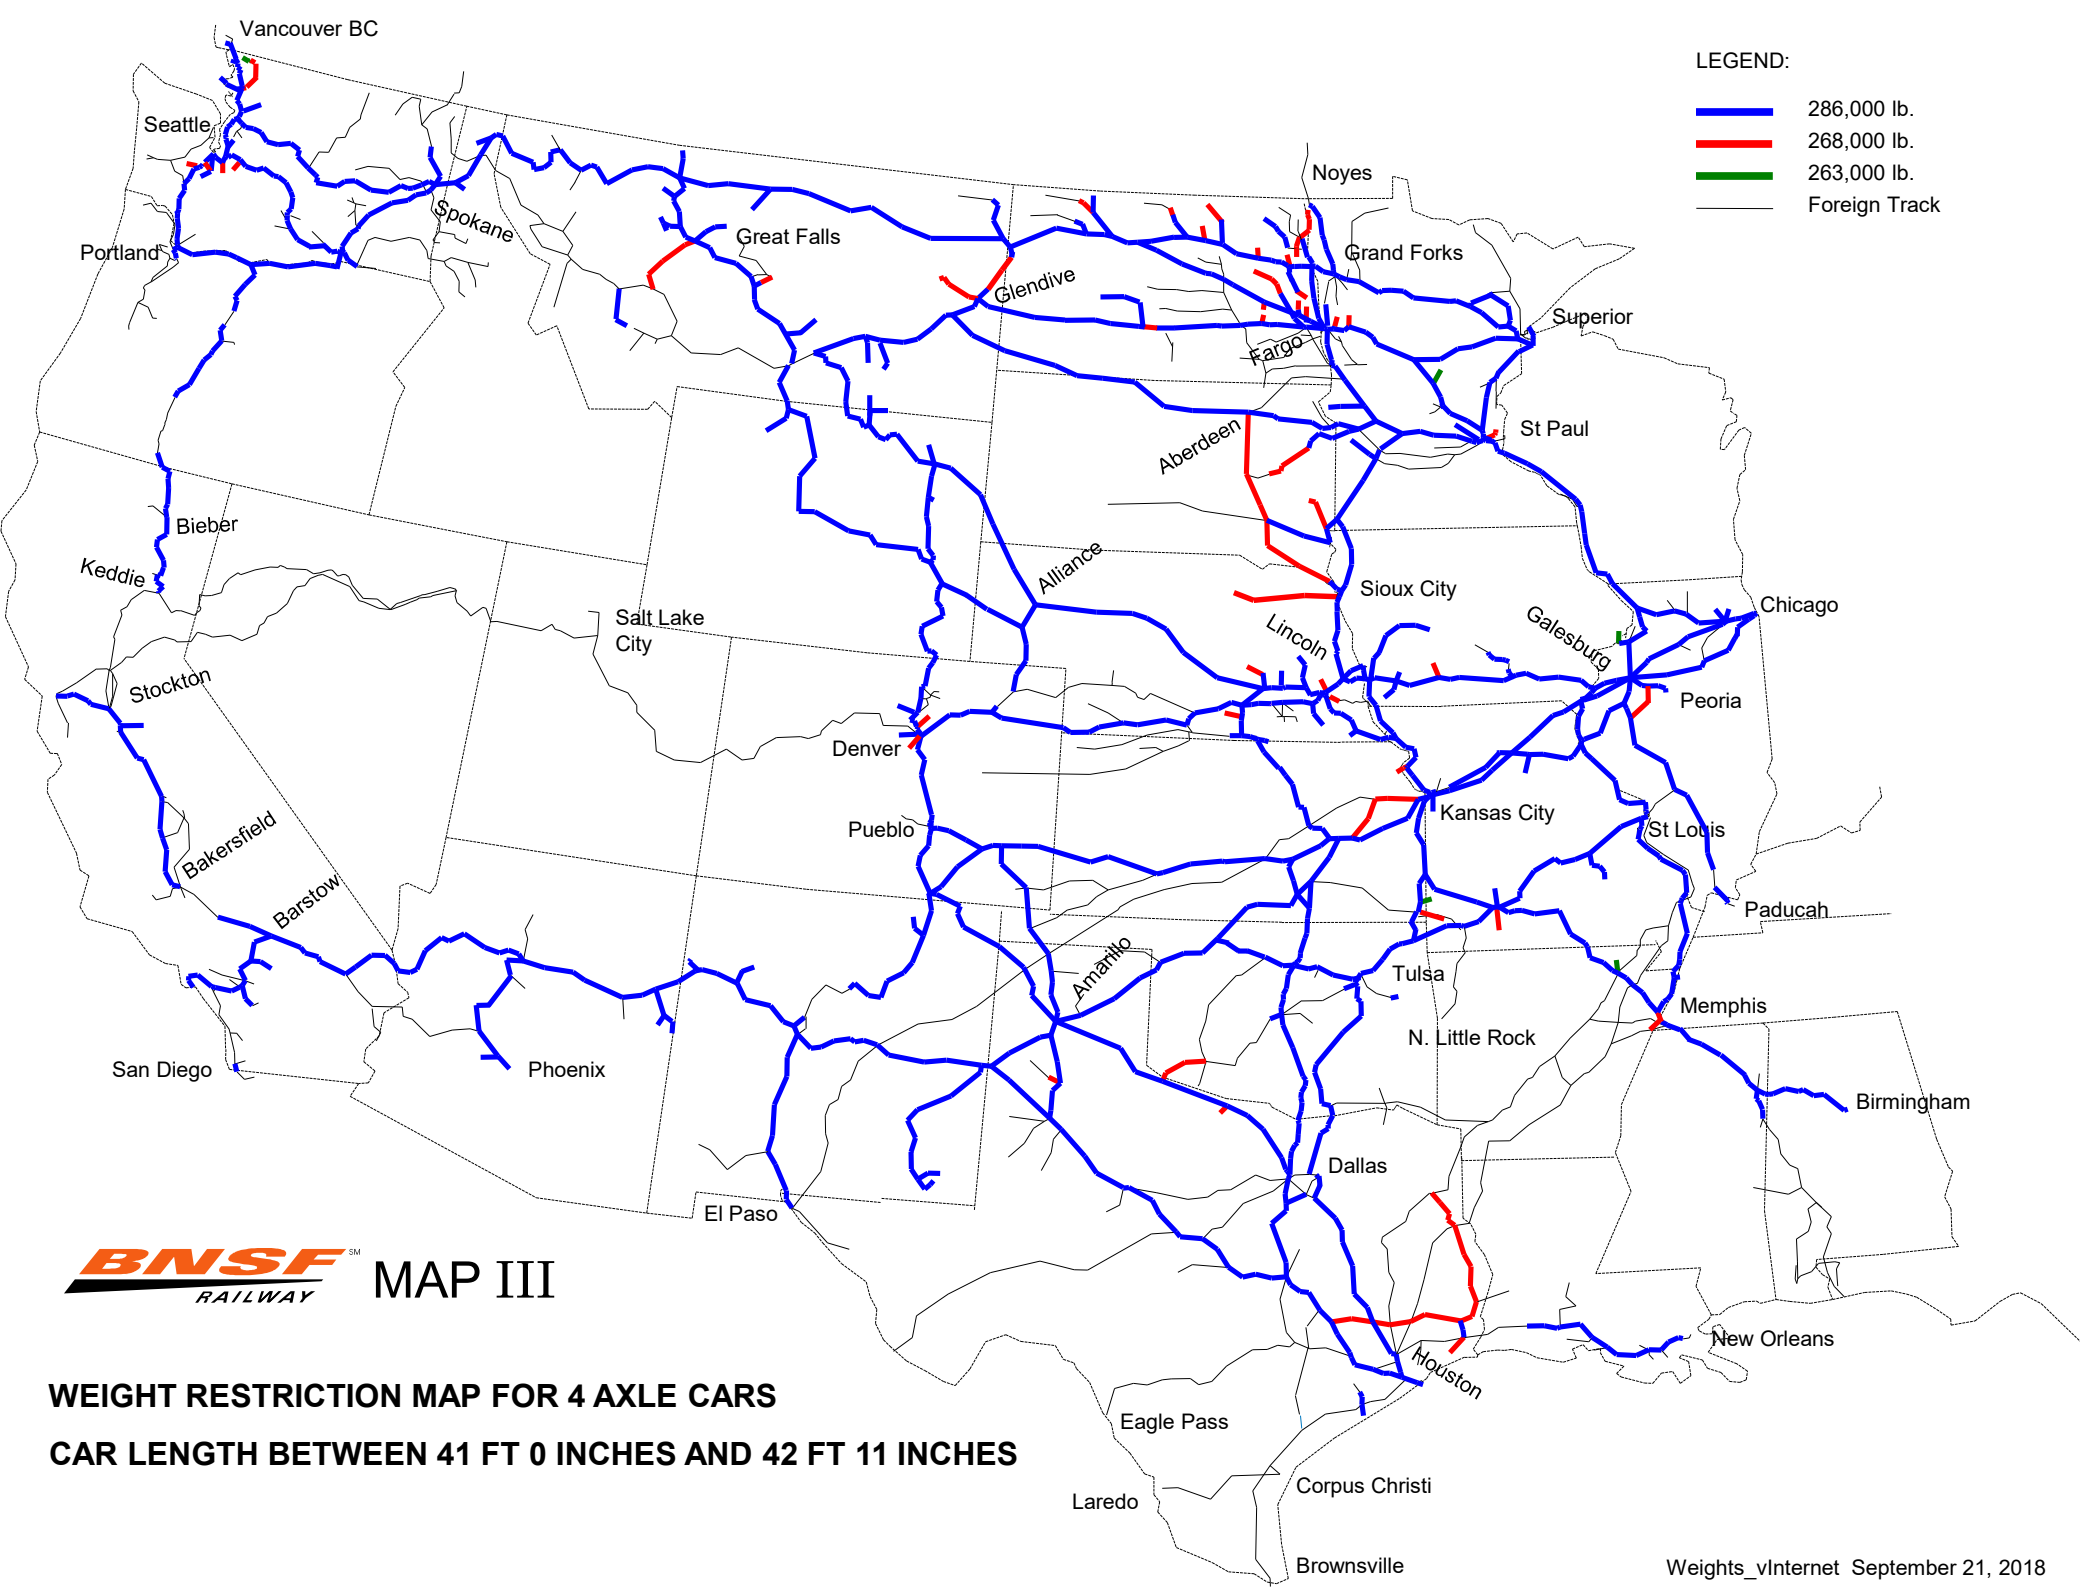 Vancouver BC
LEGEND:
286,000 lb.
268,000 lb.
263,000 lb.
Foreign Track
Seattle
Noyes
Spokane
Portland
Great Falls
Grand Forks
Glendive
Superior
Fargo
Aberdeen
St Paul
Bieber
Keddie
Alliance
Sioux City
Salt Lake
City
Chicago
Lincoln
Galesburg
Stockton
Peoria
Denver
Pueblo
Kansas City
St Louis
Bakersfield
Barstow
Paducah
Amarillo
Tulsa
Memphis
N. Little Rock
San Diego
Phoenix
Birmingham
Dallas
El Paso
BNSF SM
RAILWAY
MAP III
New Orleans
Houston
WEIGHT RESTRICTION MAP FOR 4 AXLE CARS
Eagle Pass
CAR LENGTH BETWEEN 41 FT 0 INCHES AND 42 FT 11 INCHES
Corpus Christi
Laredo
Brownsville
Weights_vInternet September 21, 2018